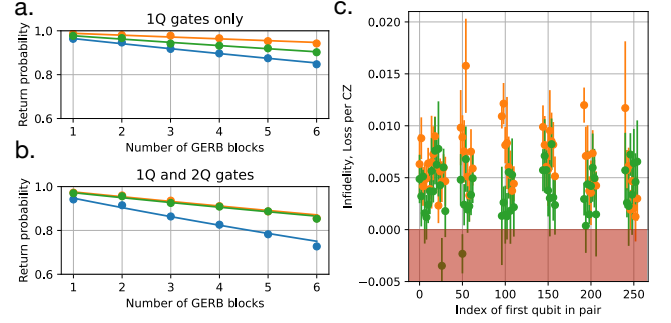 a.
1Q gates only
Return probability
1.0
0.8
0.6
1 2 3 4 5 6
Number of GERB blocks
b.
1Q and 2Q gates
Return probability
1.0
0.8
0.6
1 2 3 4 5 6
Number of GERB blocks
c.
Infidelity, Loss per CZ
0.020
0.015
0.010
0.005
0.000
−0.005
0 50 100 150 200 250
Index of first qubit in pair